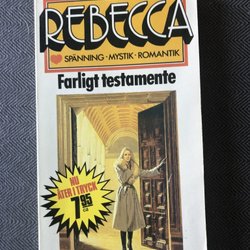 REBECCA
SPÄNNING · MYSTIK · ROMANTIK
Farligt testamente
NU
ÅTER I TRYCK
7 95